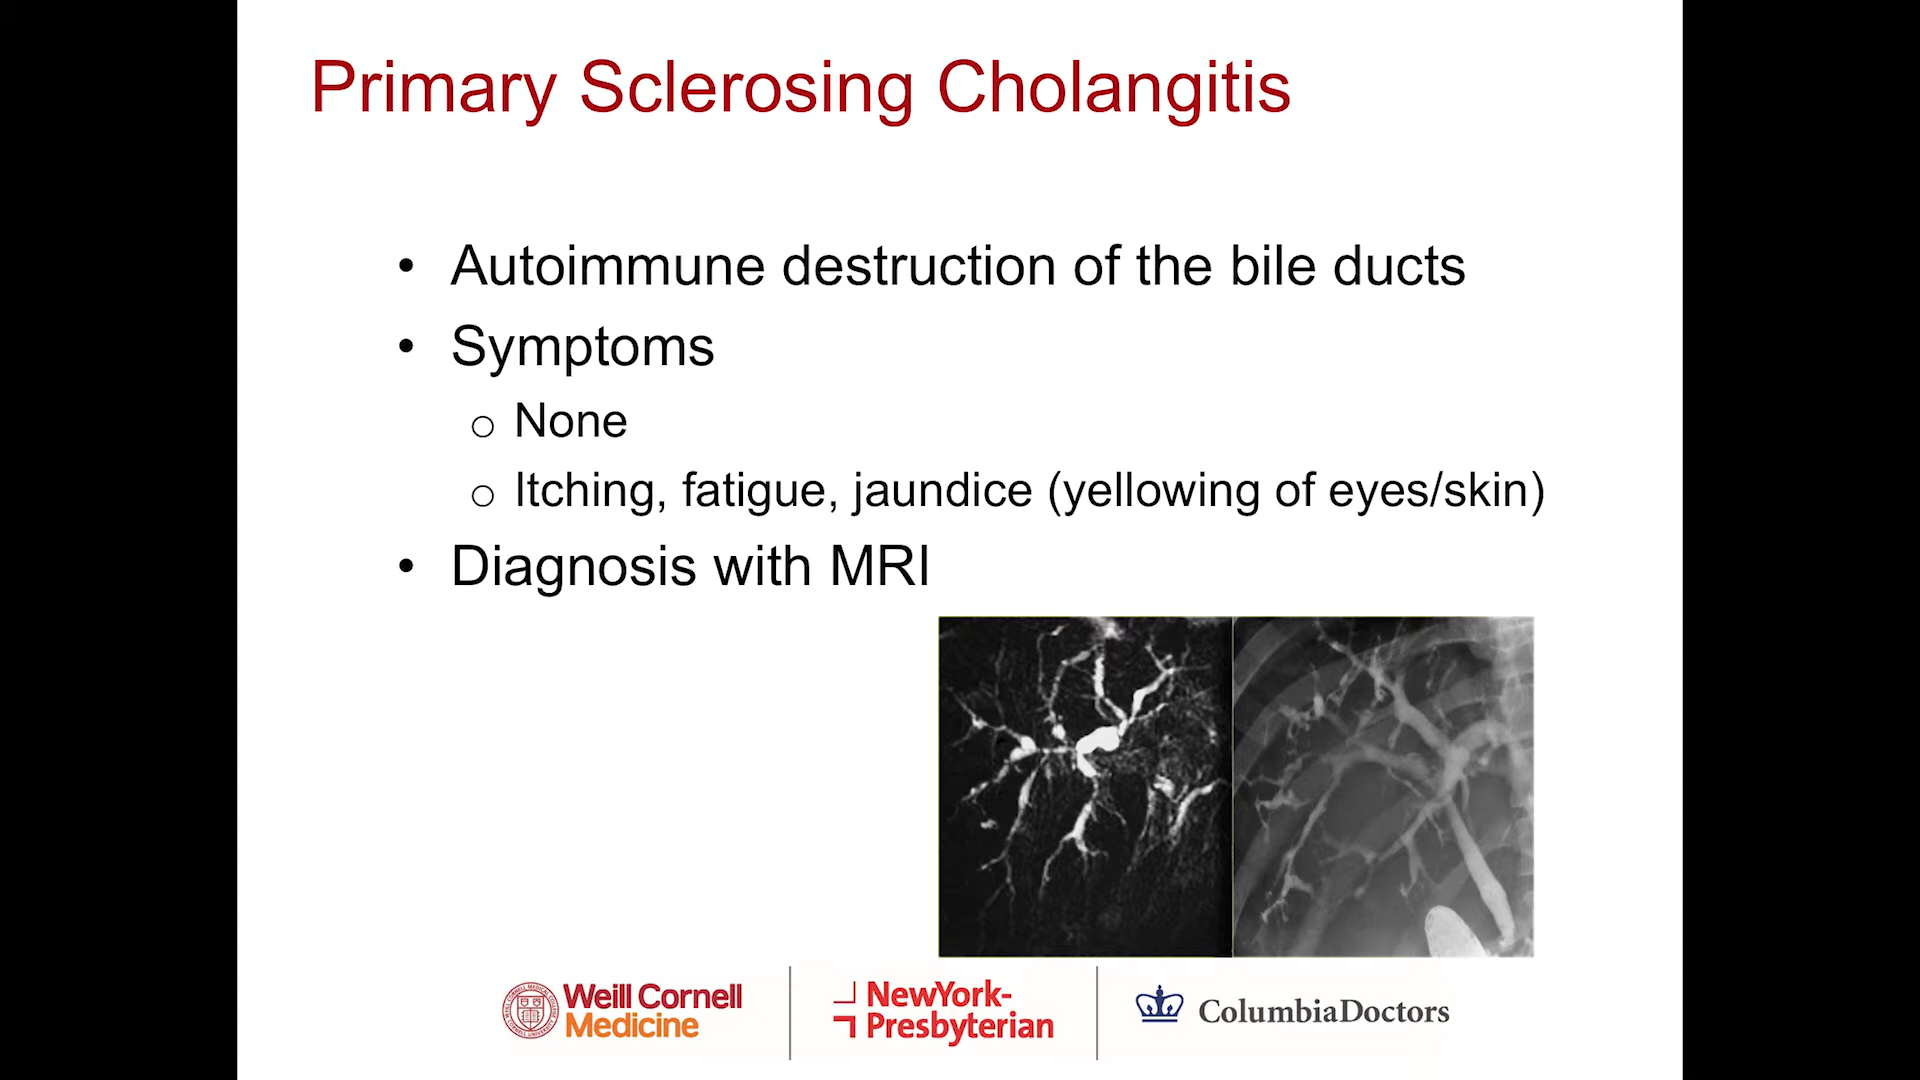 Primary Sclerosing Cholangitis
• Autoimmune destruction of the bile ducts
• Symptoms
o None
o Itching, fatigue, jaundice (yellowing of eyes/skin)
• Diagnosis with MRI
Weill Cornell
Medicine
NewYork-
Presbyterian
ColumbiaDoctors